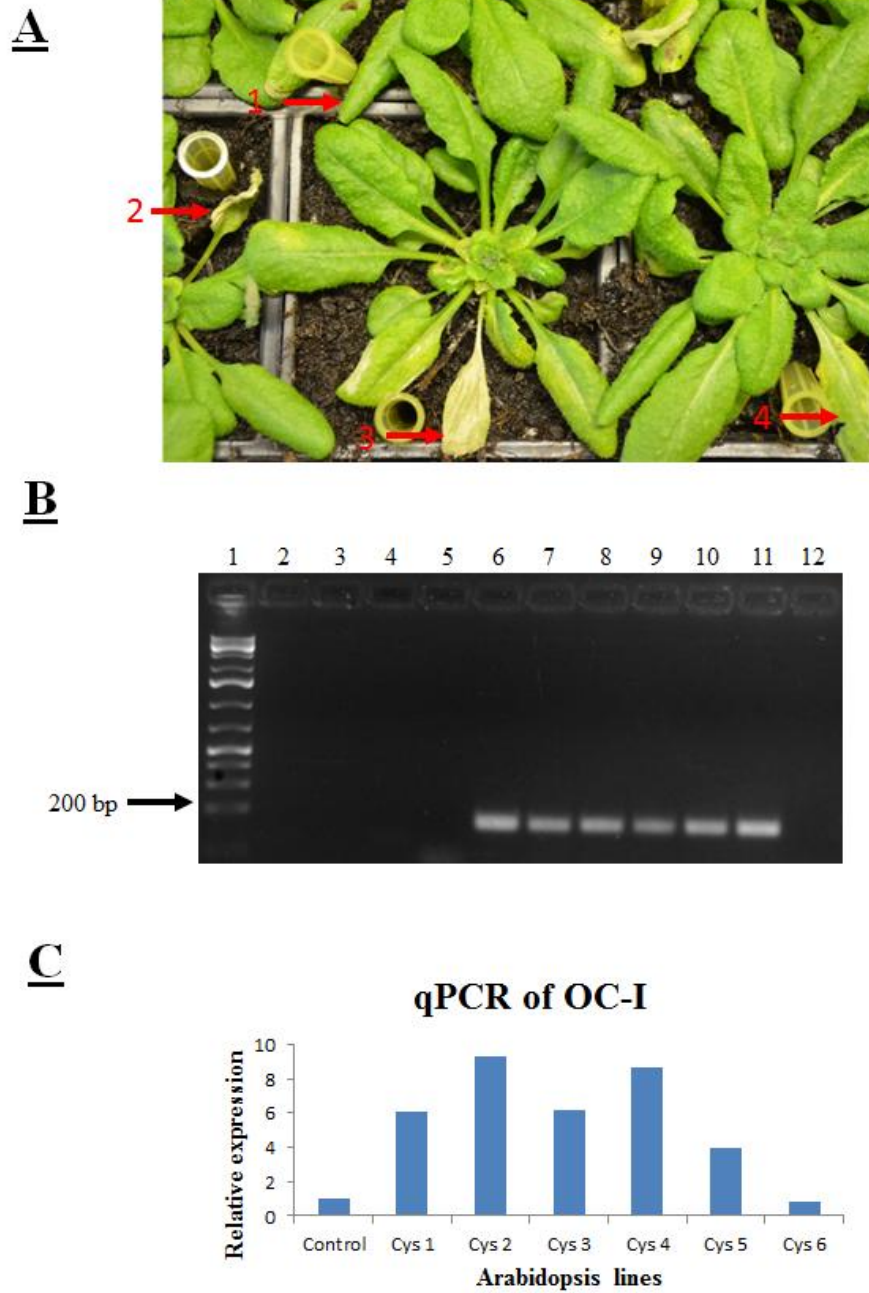 A
1
2
3
4
B
1 2 3 4 5 6 7 8 9 10 11 12
200 bp
C
qPCR of OC-I
Relative expression
10
8
6
4
2
0
Control Cys 1 Cys 2 Cys 3 Cys 4 Cys 5 Cys 6
Arabidopsis lines